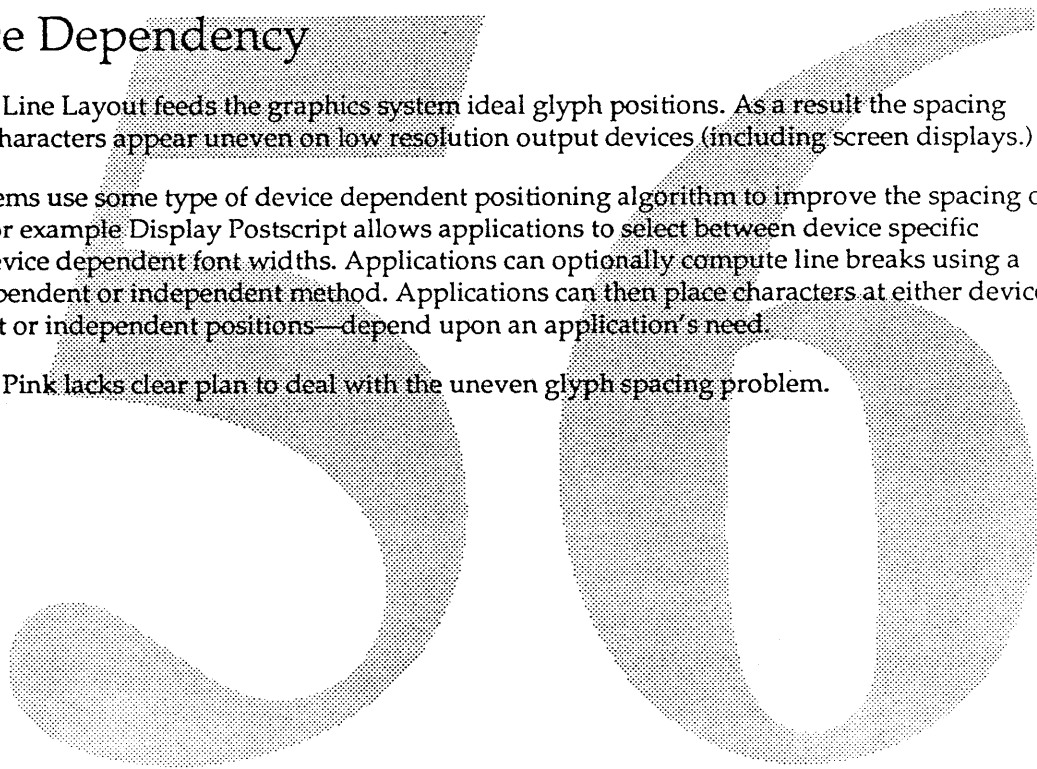 e Dependency
Line Layout feeds the graphics system ideal glyph positions. As a result the spacing
haracters appear uneven on low resolution output devices (including screen displays.)
ems use some type of device dependent positioning algorithm to improve the spacing o
r example Display Postscript allows applications to select between device specific
evice dependent font widths. Applications can optionally compute line breaks using a
pendent or independent method. Applications can then place characters at either device
t or independent positions—depend upon an application's need.
Pink lacks clear plan to deal with the uneven glyph spacing problem.
56